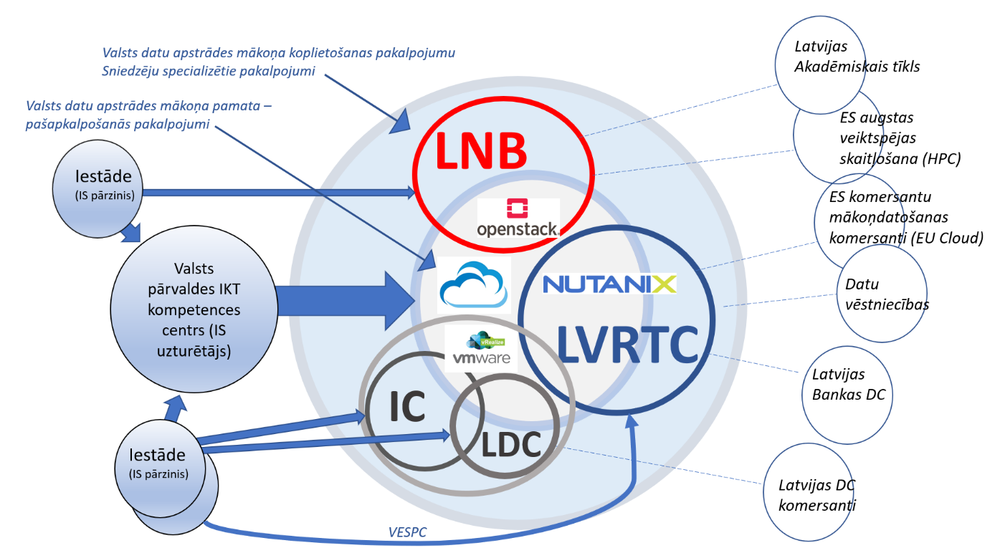 Valsts datu apstrādes mākoņa koplietošanas pakalpojumu
Sniedzēju specializētie pakalpojumi
Valsts datu apstrādes mākoņa pamata –
pašapkalpošanās pakalpojumi
Iestāde
(IS pārzinis)
Valsts
pārvaldes IKT
kompetences
centrs (IS
uzturētājs)
Iestāde
(IS pārzinis)
VESPC
LNB
openstack.
NUTANIX
LVRTC
vRealize
vmware
IC
LDC
Latvijas
Akadēmiskais tīkls
ES augstas
veiktspējas
skaitļošana (HPC)
ES komersantu
mākoņdatošanas
komersanti (EU Cloud)
Datu
vēstniecības
Latvijas
Bankas DC
Latvijas DC
komersanti